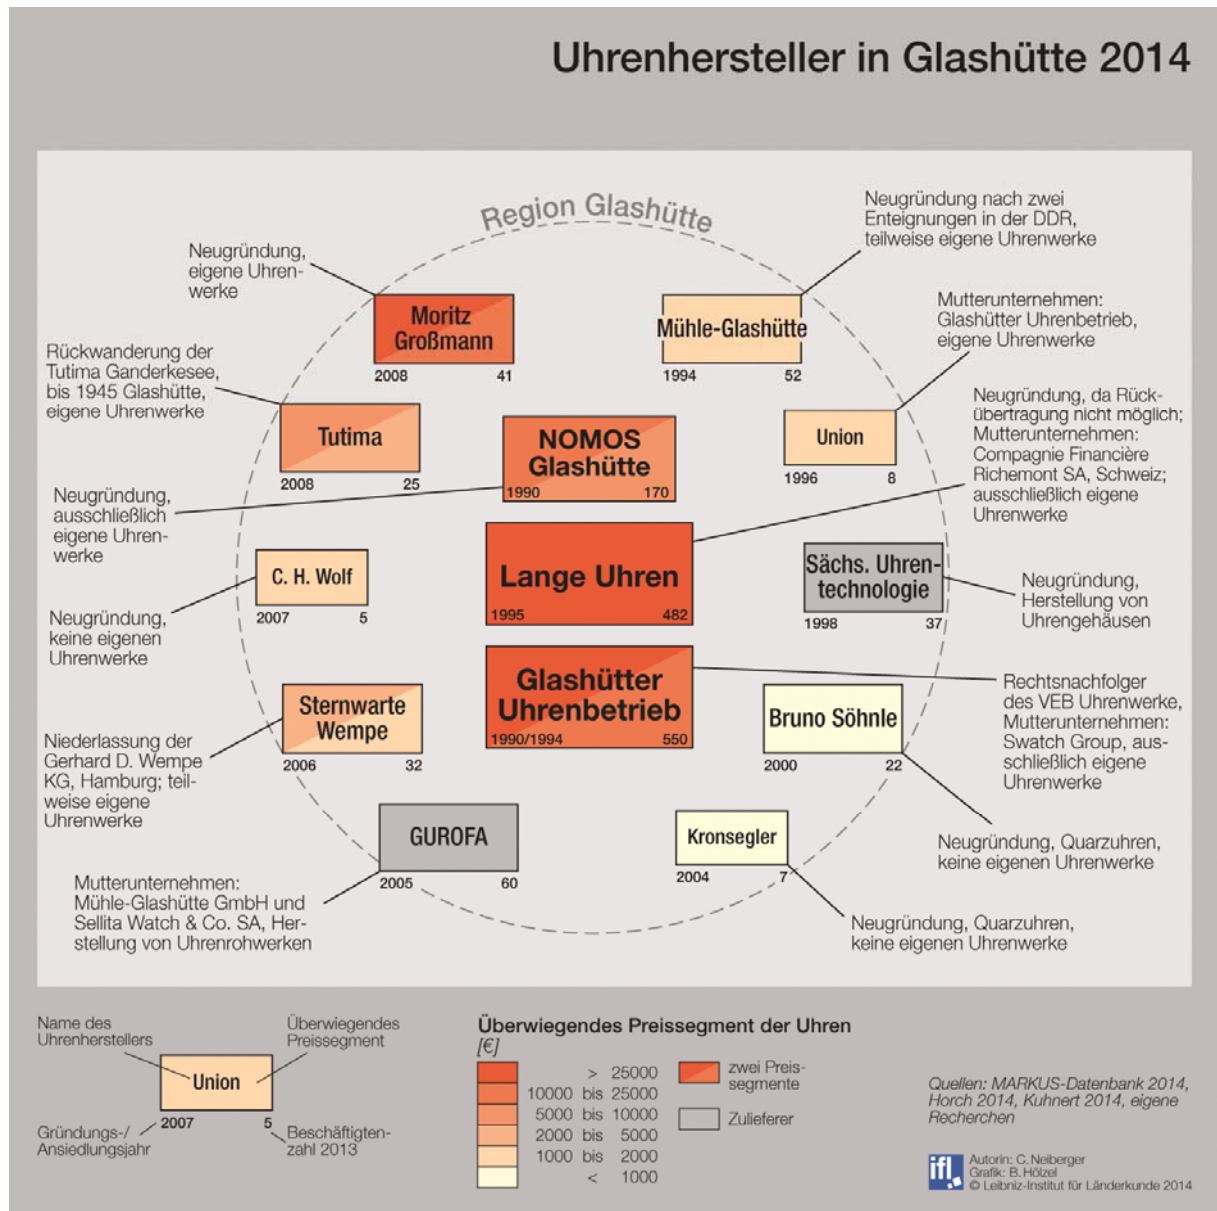 Uhrenhersteller in Glashütte 2014
Region Glashütte
Neugründung,
eigene Uhren-
werke
Moritz
Großmann
2008 41
Neugründung nach zwei
Enteignungen in der DDR,
teilweise eigene Uhrenwerke
Mühle-Glashütte
1994 52
Rückwanderung der
Tutima Ganderkesee,
bis 1945 Glashütte,
eigene Uhrenwerke
Tutima
2008 25
Mutterunternehmen:
Glashütter Uhrenbetrieb,
eigene Uhrenwerke
Union
1996 8
Neugründung,
ausschließlich
eigene Uhren-
werke
NOMOS
Glashütte
1990 170
Neugründung, da Rück-
übertragung nicht möglich;
Mutterunternehmen:
Compagnie Financière
Richemont SA, Schweiz;
ausschließlich eigene
Uhrenwerke
Lange Uhren
1995 482
Neugründung,
keine eigenen
Uhrenwerke
C. H. Wolf
2007 5
Sächs. Uhren-
technologie
1998 37
Neugründung,
Herstellung von
Uhrengehäusen
Glashütter
Uhrenbetrieb
1990/1994 550
Rechtsnachfolger
des VEB Uhrenwerke,
Mutterunternehmen:
Swatch Group, aus-
schließlich eigene
Uhrenwerke
Niederlassung der
Gerhard D. Wempe
KG, Hamburg; teil-
weise eigene
Uhrenwerke
Sternwarte
Wempe
2006 32
Bruno Söhnle
2000 22
Neugründung, Quarzuhren,
keine eigenen Uhrenwerke
GUROFA
2005 60
Mutterunternehmen:
Mühle-Glashütte GmbH und
Sellita Watch & Co. SA, Her-
stellung von Uhrenrohwerken
Kronsegler
2004 7
Neugründung, Quarzuhren,
keine eigenen Uhrenwerke
Name des
Uhrenherstellers
Überwiegendes
Preissegment
Union
2007 5
Gründungs-/
Ansiedlungsjahr
Beschäftigten-
zahl 2013
Überwiegendes Preissegment der Uhren
[€]
> 25000
10000 bis 25000
5000 bis 10000
2000 bis 5000
1000 bis 2000
< 1000
zwei Preis-
segmente
Zulieferer
Quellen: MARKUS-Datenbank 2014,
Horch 2014, Kuhnert 2014, eigene
Recherchen
ifl
Autorin: C. Neiberger
Grafik: B. Hölzel
© Leibniz-Institut für Länderkunde 2014